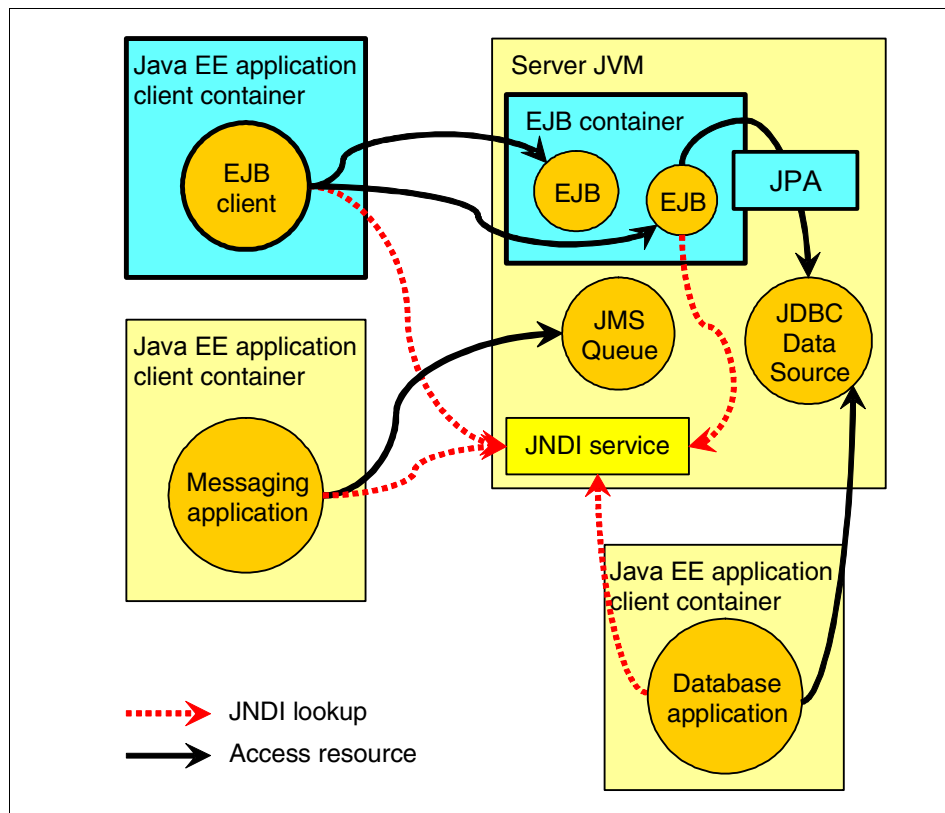 Java EE application
client container
EJB
client
Server JVM
EJB container
EJB
EJB
JPA
JMS
Queue
JDBC
Data
Source
JNDI service
Java EE application
client container
Messaging
application
Java EE application
client container
Database
application
JNDI lookup
Access resource